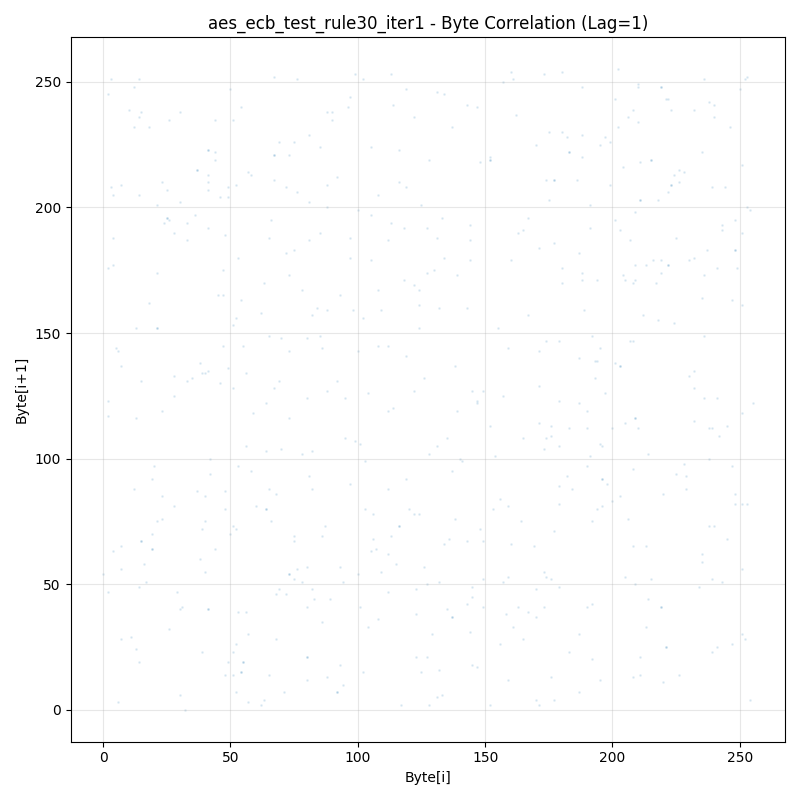 aes_ecb_test_rule30_iter1 - Byte Correlation (Lag=1)
250
200
150
100
50
0
Byte[i+1]
0 50 100 150 200 250
Byte[i]